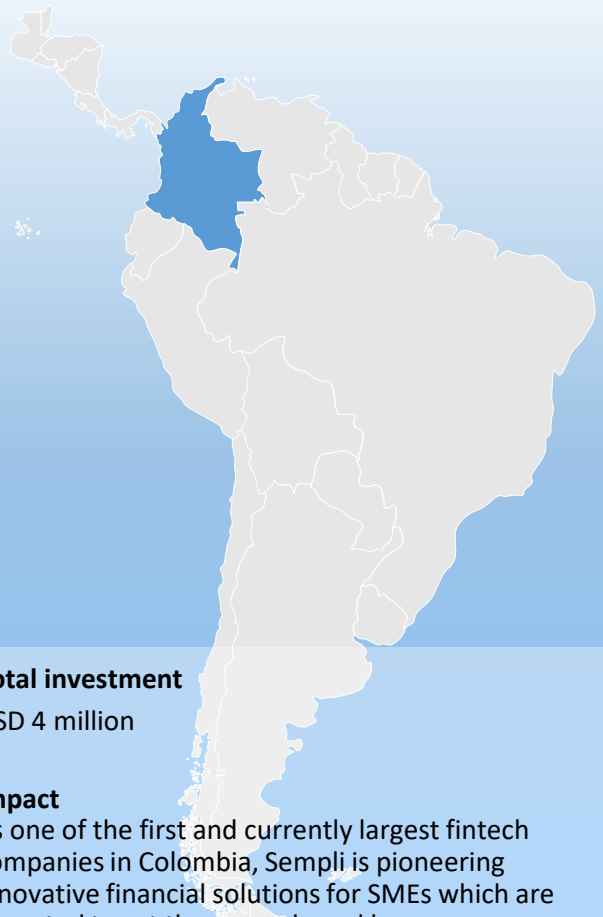 otal investment
SD 4 million
npact
s one of the first and currently largest fintech
ompanies in Colombia, Sempli is pioneering
novative financial solutions for SMEs which are